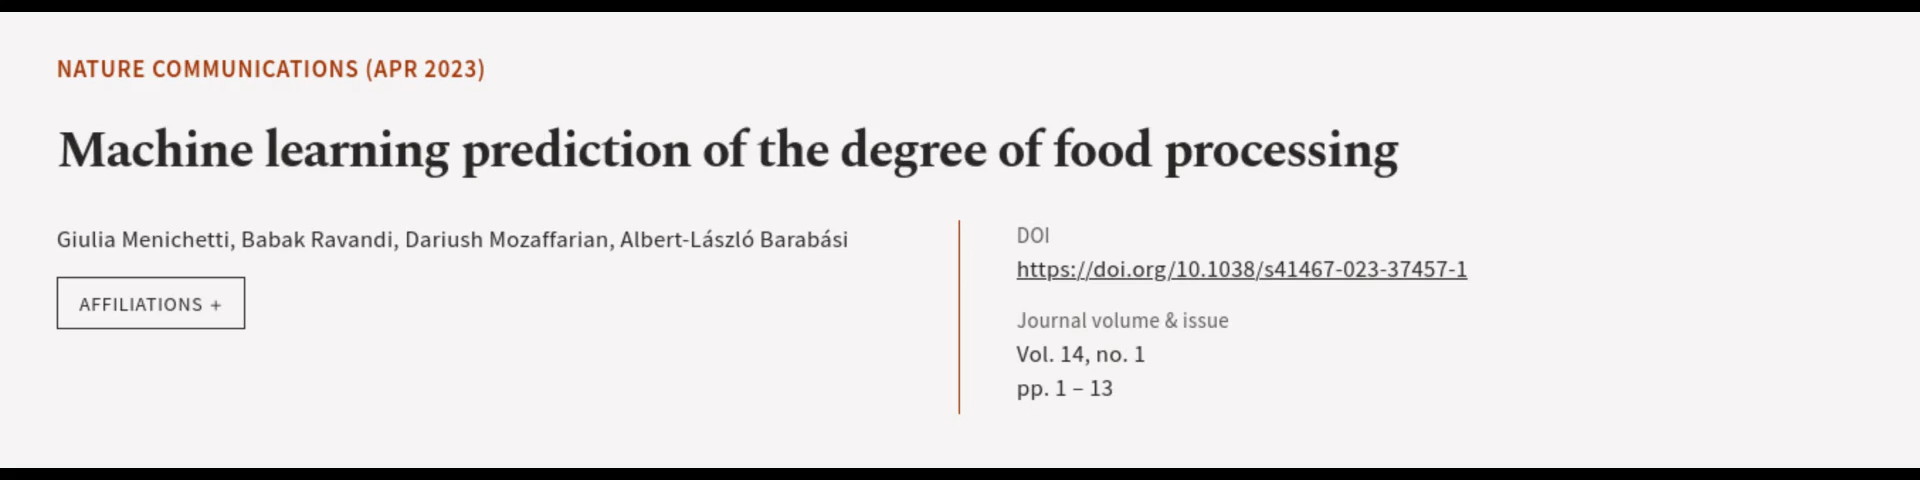 NATURE COMMUNICATIONS (APR 2023)
Machine learning prediction of the degree of food processing
Giulia Menichetti, Babak Ravandi, Dariush Mozaffarian, Albert-László Barabási
AFFILIATIONS +
DOI
https://doi.org/10.1038/s41467-023-37457-1
Journal volume & issue
Vol. 14, no. 1
pp. 1 – 13